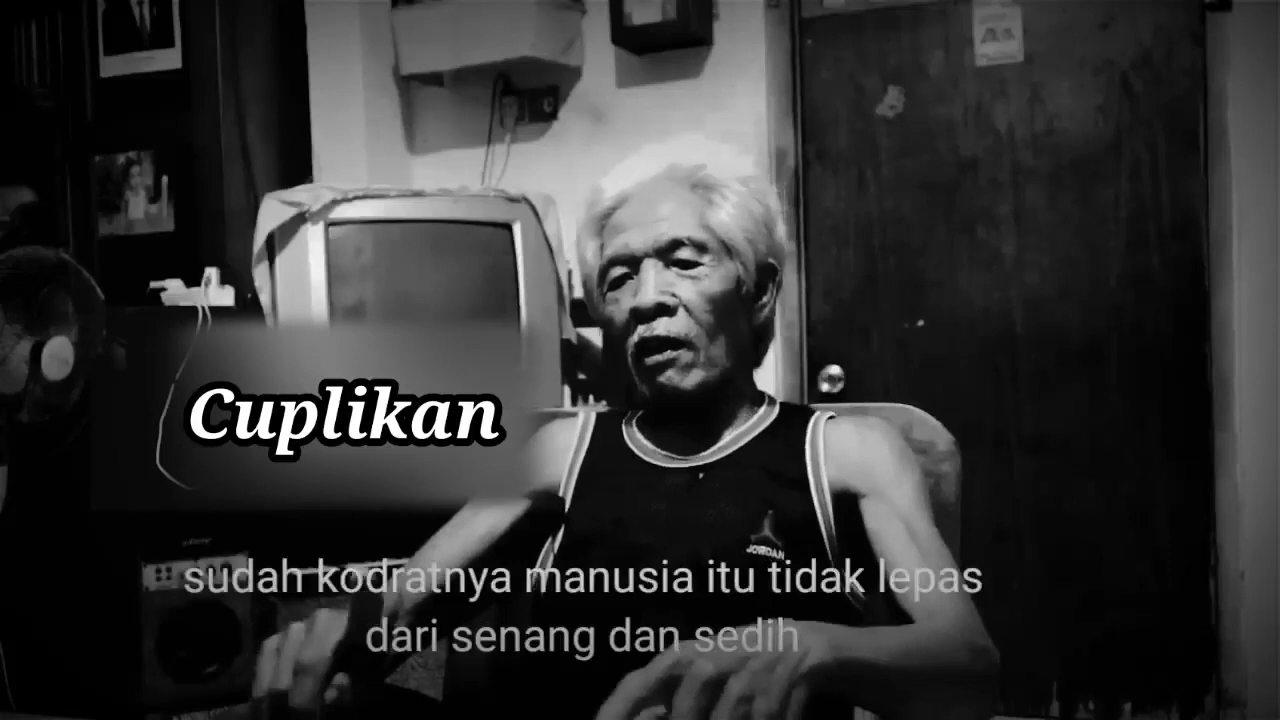 Cuplikan
JORDAN
sudah kodratnya manusia itu tidak lepas
dari senang dan sedih